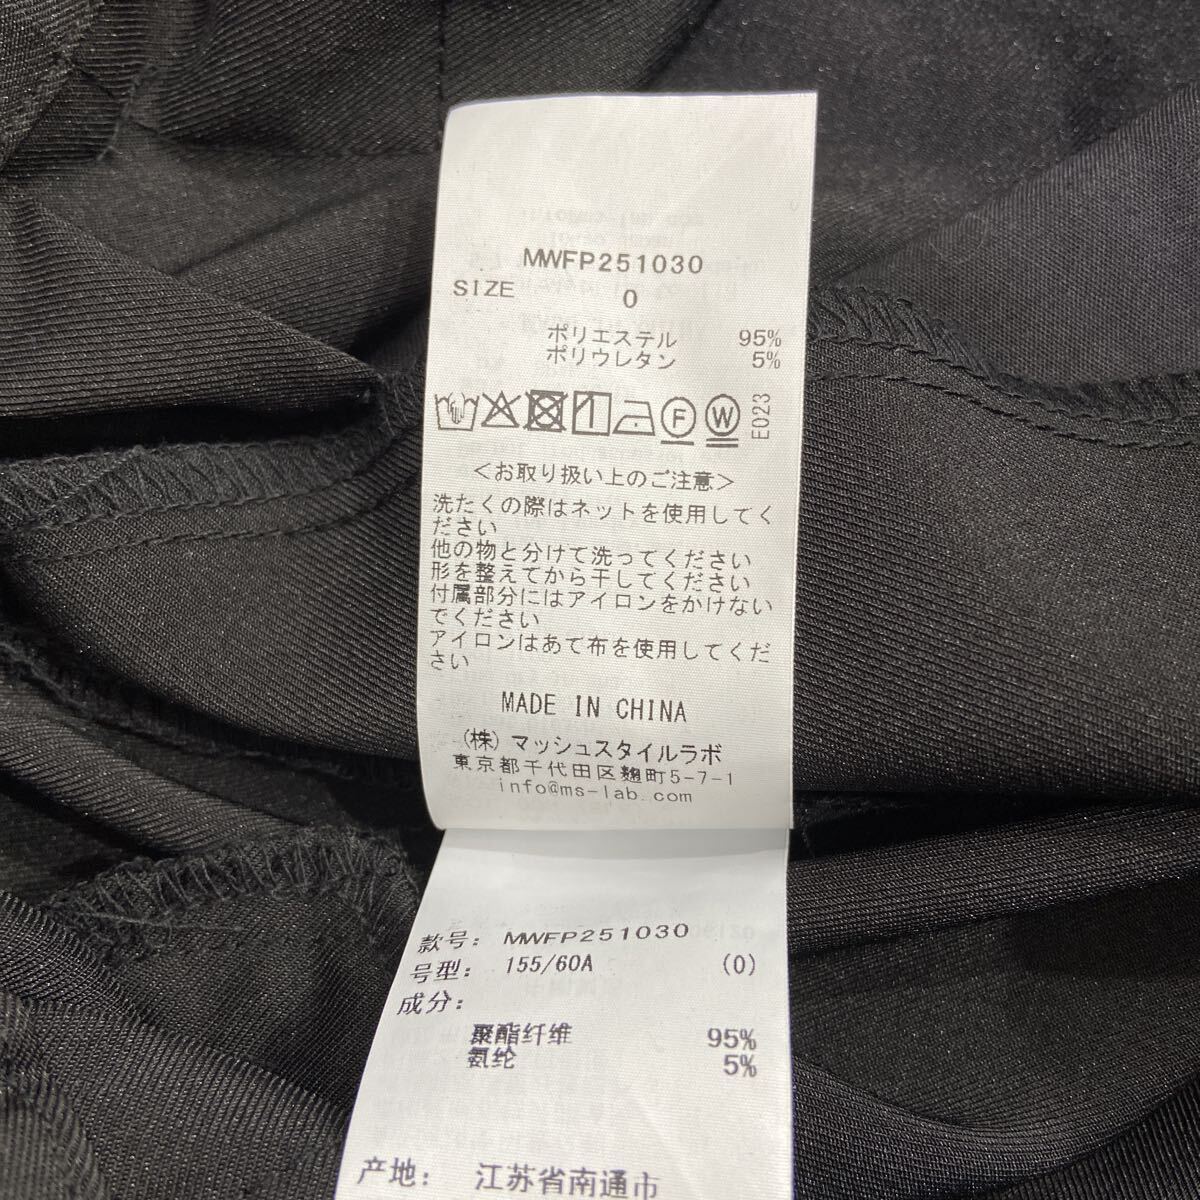 MWFP251030
SIZE 0
ポリエステル 95%
ポリウレタン 5%
F W E023
<お取り扱い上のご注意>
洗たくの際はネットを使用してく
ださい
他の物と分けて洗ってください
形を整えてから干してください
付属部分にはアイロンをかけない
でください
アイロンはあて布を使用してくだ
さい
MADE IN CHINA
(株)マッシュスタイルラボ
東京都千代田区麹町5-7-1
info@ms-lab.com
款号: MWFP251030
号型: 155/60A (0)
成分:
聚酯纤维 95%
氨纶 5%
产地: 江苏省南通市